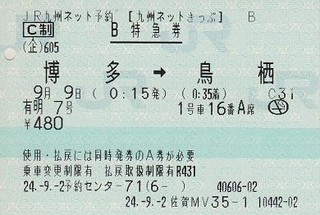 JR九州ネット予約 【九州ネットきっぷ】 B
C制 B特急券
(企)605
博多 → 鳥栖
9月 9日 ( 0:15発) (0:35着) C31
有明 7号 1号車 16番 A席
¥480
使用・払戻には同時発券のA券が必要
乗車変更制限有 払戻取扱制限有R431
24.-9.-2予約センター71(6- ) 40606-02
24.-9.-2 佐賀MV35-1 10442-02